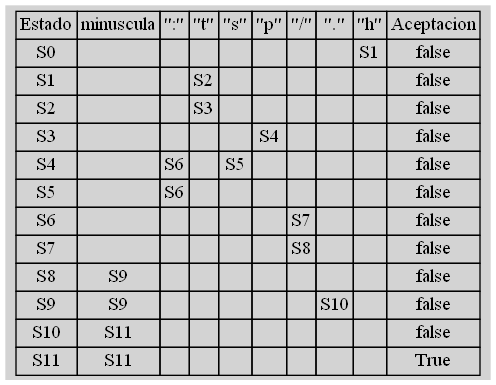 Estado minuscula ":" "t" "s" "p" "/" "." "h" Aceptacion
S0 S1 false
S1 S2 false
S2 S3 false
S3 S4 false
S4 S6 S5 false
S5 S6 false
S6 S7 false
S7 S8 false
S8 S9 false
S9 S9 S10 false
S10 S11 false
S11 S11 True